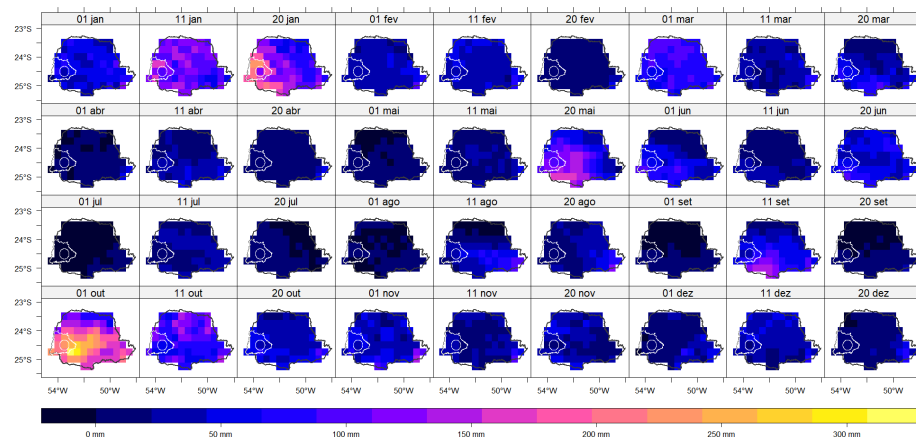 01 jan 11 jan 20 jan 01 fev 11 fev 20 fev 01 mar 11 mar 20 mar
23°S
24°S
25°S
01 abr 11 abr 20 abr 01 mai 11 mai 20 mai 01 jun 11 jun 20 jun
23°S
24°S
25°S
01 jul 11 jul 20 jul 01 ago 11 ago 20 ago 01 set 11 set 20 set
23°S
24°S
25°S
01 out 11 out 20 out 01 nov 11 nov 20 nov 01 dez 11 dez 20 dez
23°S
24°S
25°S
54°W 50°W 54°W 50°W 54°W 50°W 54°W 50°W 54°W 50°W 54°W 50°W 54°W 50°W 54°W 50°W 54°W 50°W
0 mm 50 mm 100 mm 150 mm 200 mm 250 mm 300 mm